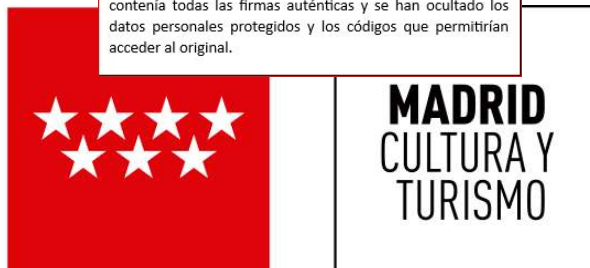 contenía todas las firmas auténticas y se han ocultado los
datos personales protegidos y los códigos que permitirían
acceder al original.
MADRID
CULTURA Y
TURISMO